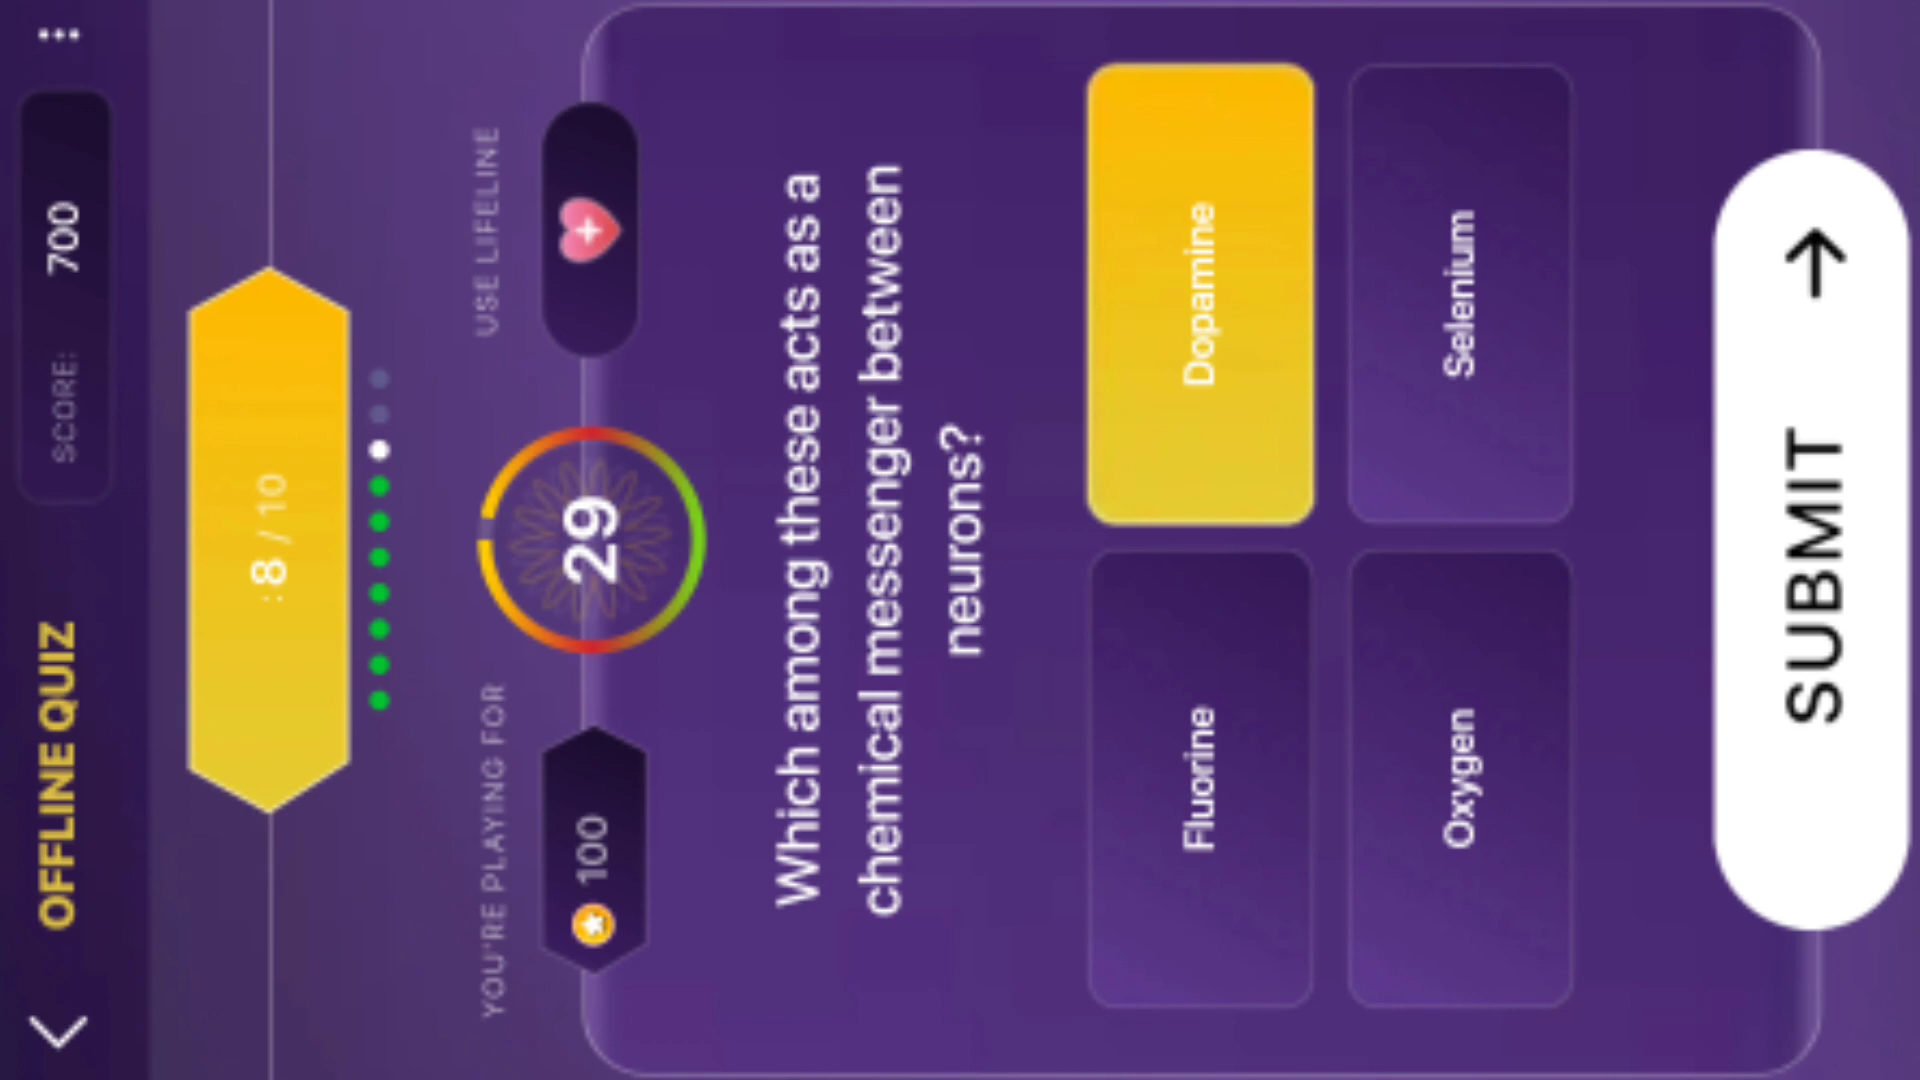 OFFLINE QUIZ
SCORE: 700
: 8 / 10
YOU'RE PLAYING FOR
USE LIFELINE
100
29
Which among these acts as a
chemical messenger between
neurons?
Fluorine
Dopamine
Oxygen
Selenium
SUBMIT